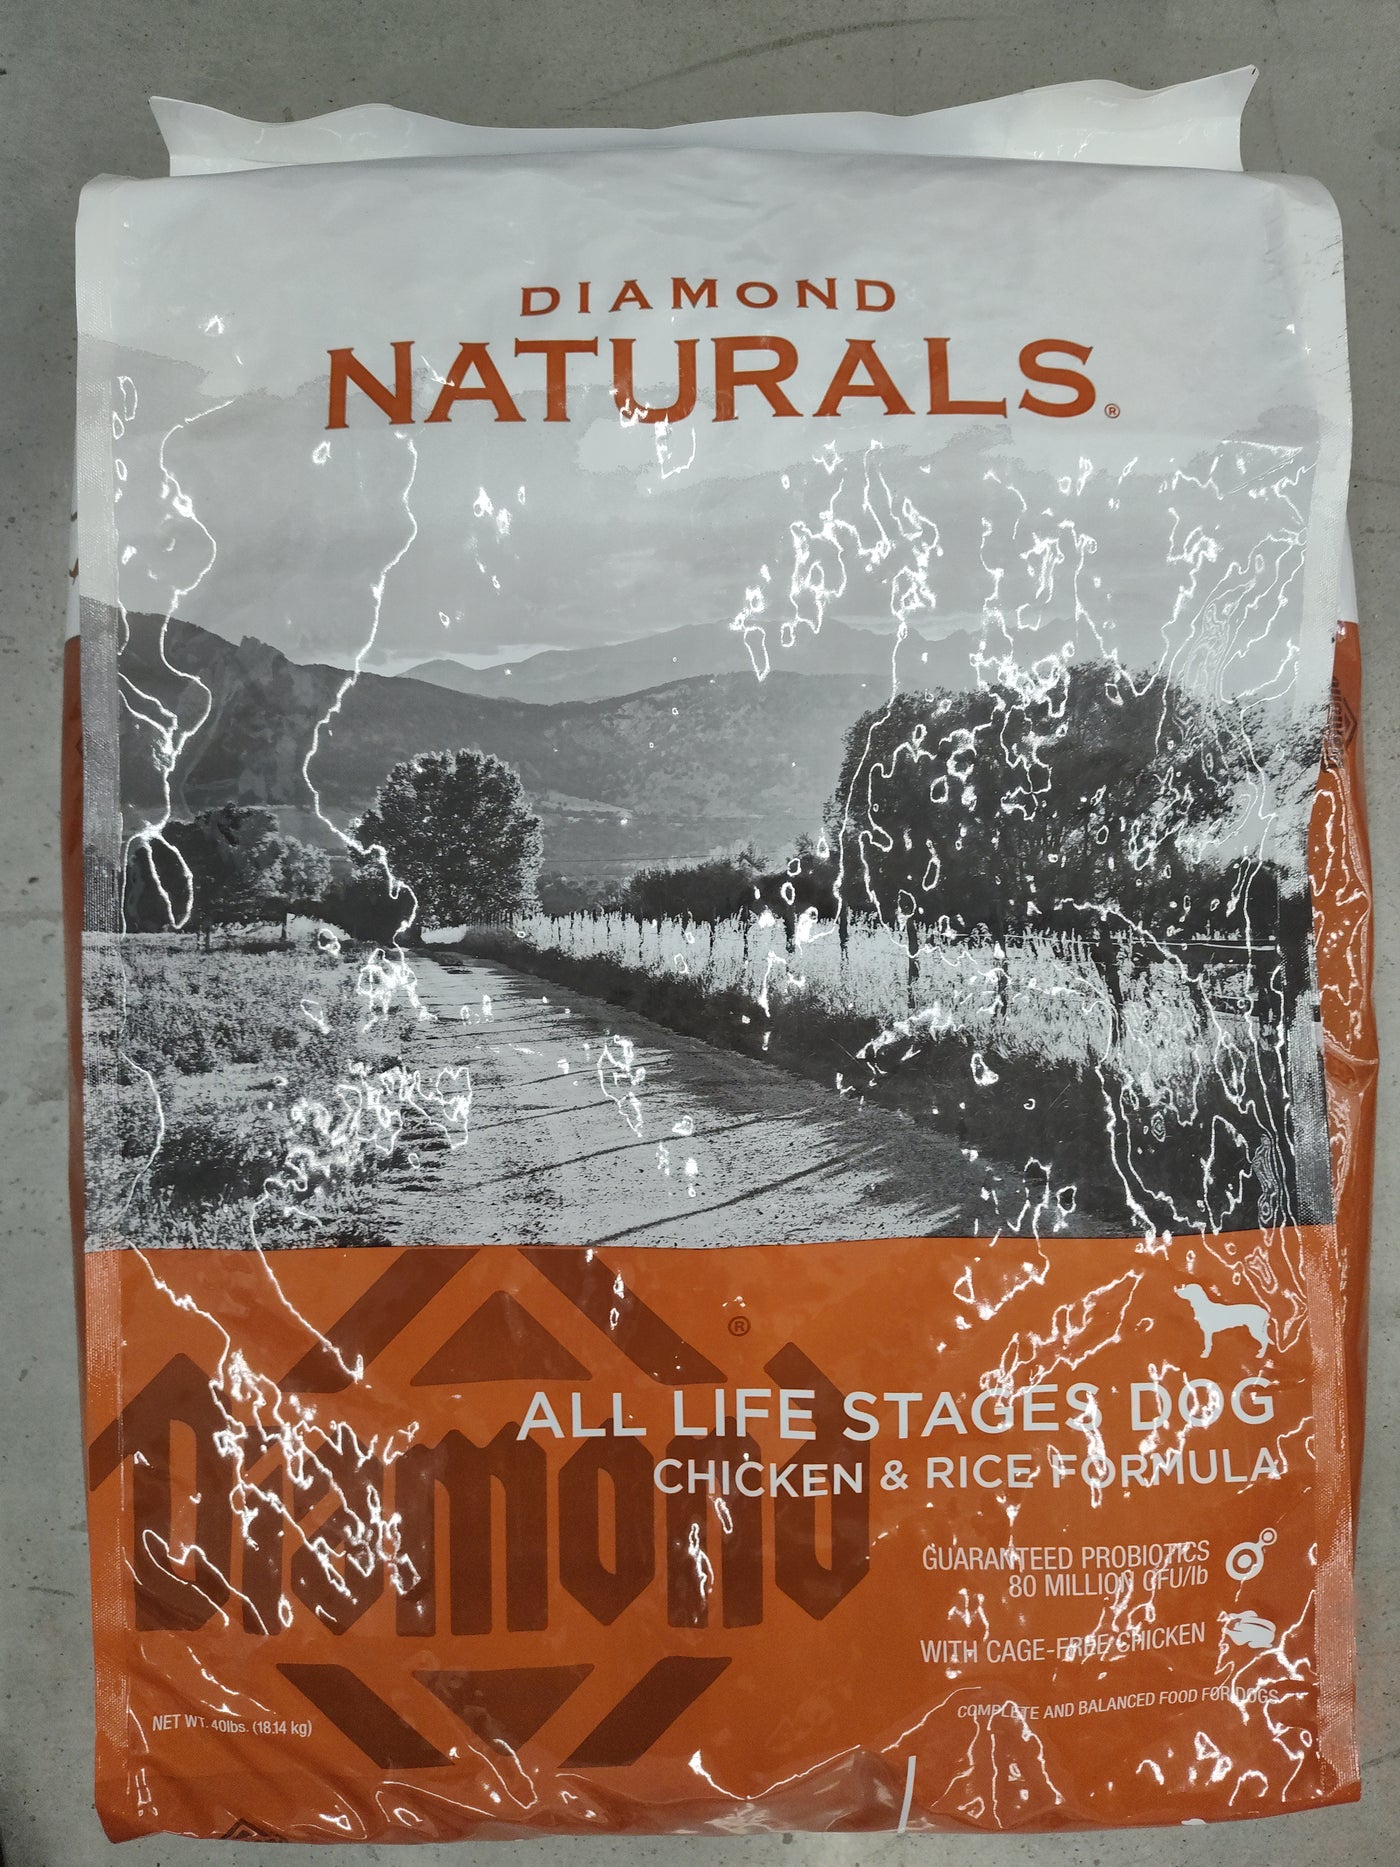 DIAMOND
NATURALS®
®
Diamond
ALL LIFE STAGES DOG
CHICKEN & RICE FORMULA
GUARANTEED PROBIOTICS
80 MILLION CFU/lb
WITH CAGE-FREE CHICKEN
COMPLETE AND BALANCED FOOD FOR DOGS
NET WT. 40lbs. (18.14 kg)